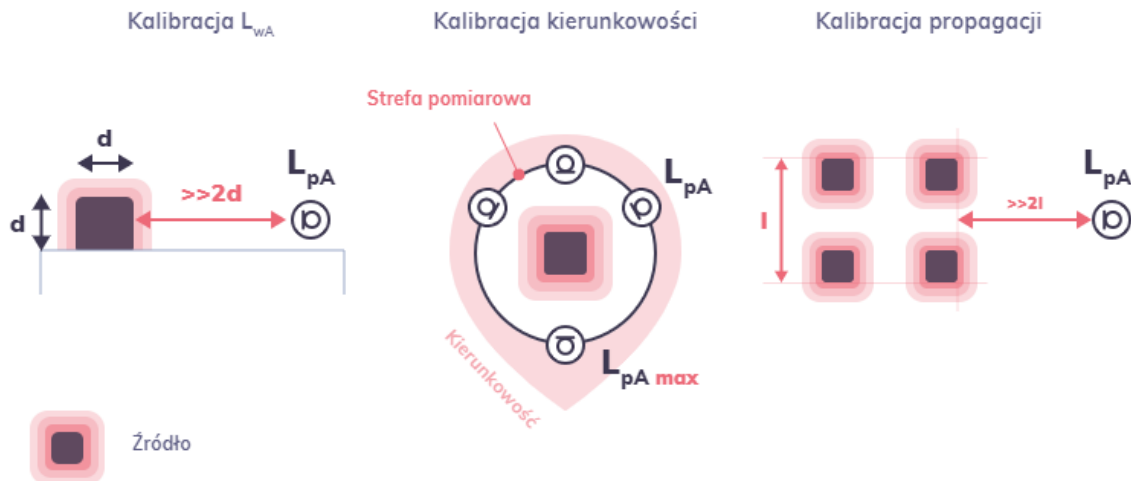 Kalibracja LwA
Kalibracja kierunkowości
Kalibracja propagacji
Strefa pomiarowa
d
LpA
>>2d
d
LpA
LpA max
Kierunkowość
LpA
>>2l
l
Źródło